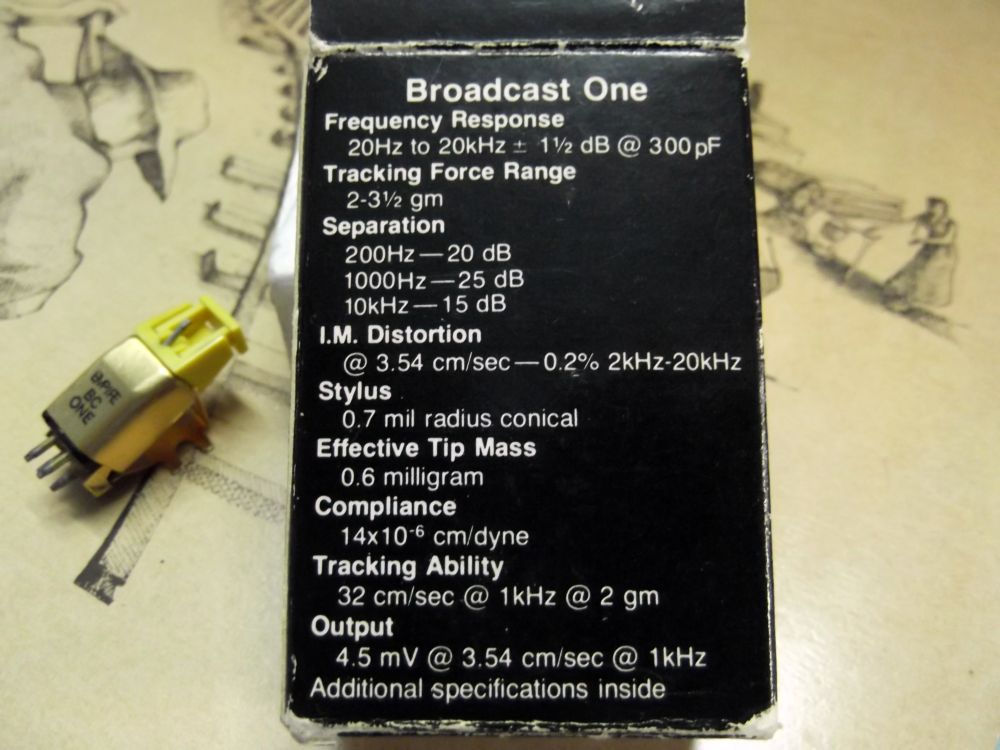 Broadcast One
Frequency Response
20Hz to 20kHz ± 1½ dB @ 300pF
Tracking Force Range
2-3½ gm
Separation
200Hz—20 dB
1000Hz—25 dB
10kHz—15 dB
I.M. Distortion
@ 3.54 cm/sec—0.2% 2kHz-20kHz
Stylus
0.7 mil radius conical
Effective Tip Mass
0.6 milligram
Compliance
14x10⁻⁶ cm/dyne
Tracking Ability
32 cm/sec @ 1kHz @ 2 gm
Output
4.5 mV @ 3.54 cm/sec @ 1kHz
Additional specifications inside
EMPIRE
BC
ONE